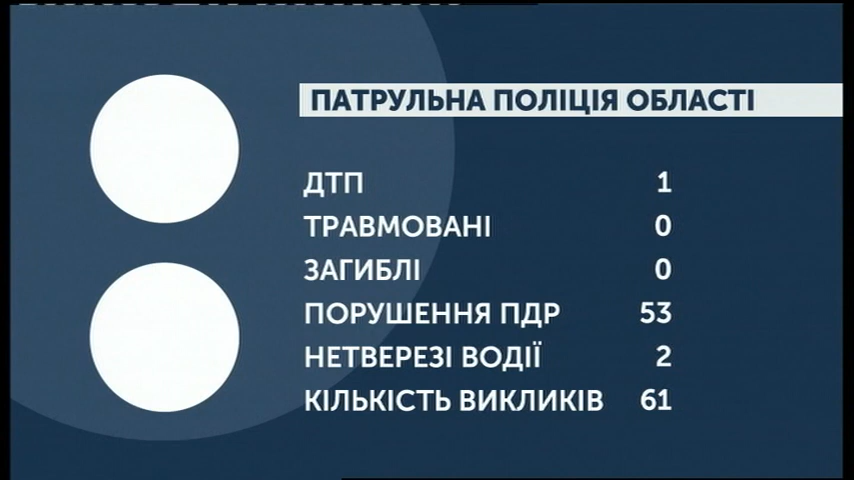 ПАТРУЛЬНА ПОЛІЦІЯ ОБЛАСТІ
ДТП 1
ТРАВМОВАНІ 0
ЗАГИБЛІ 0
ПОРУШЕННЯ ПДР 53
НЕТВЕРЕЗІ ВОДІЇ 2
КІЛЬКІСТЬ ВИКЛИКІВ 61